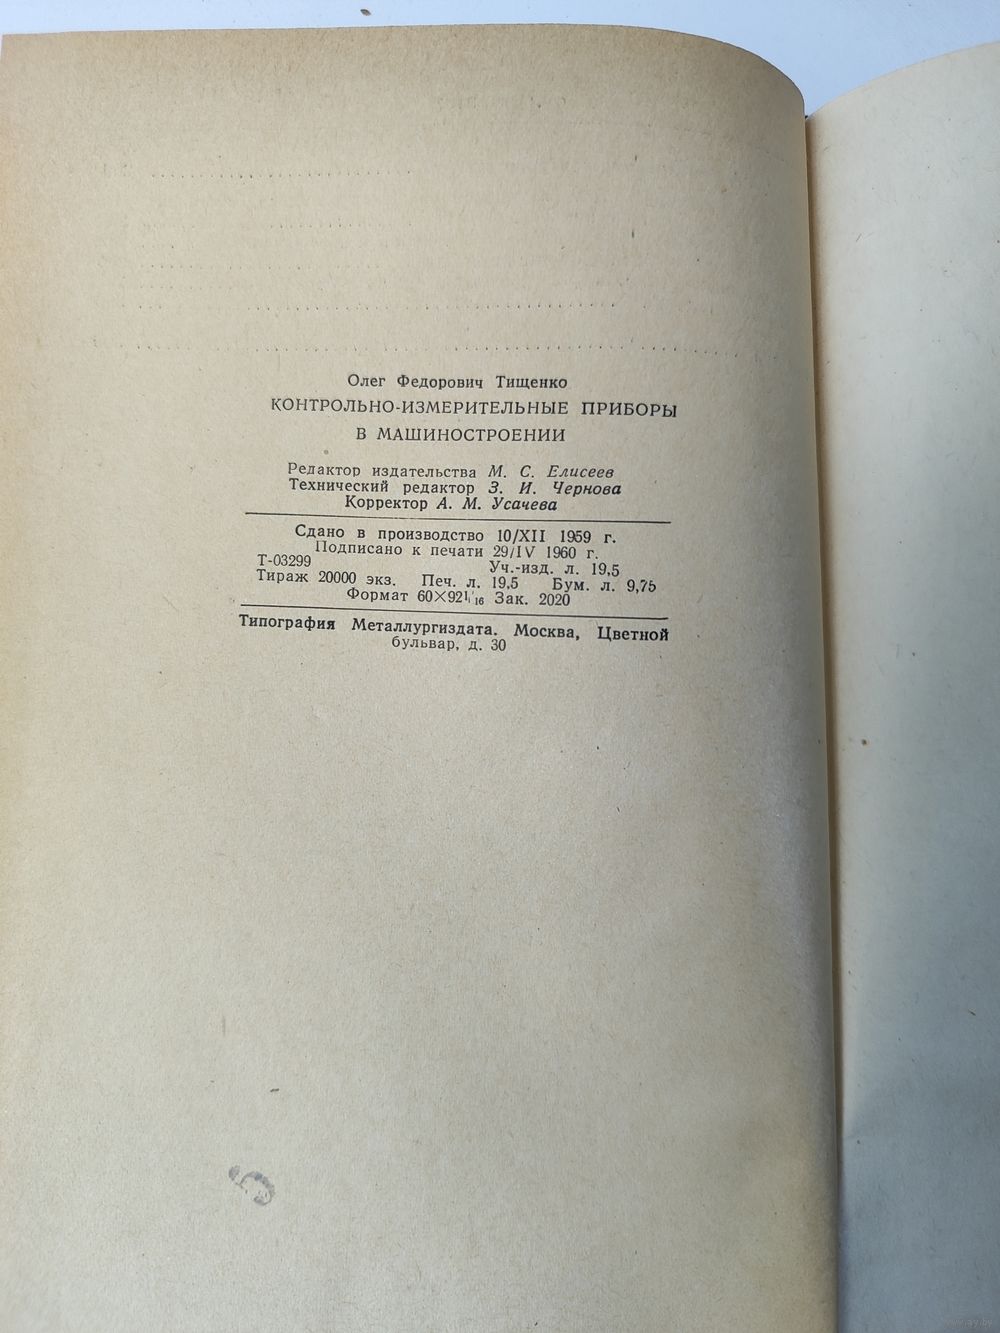 Олег Федорович Тищенко
КОНТРОЛЬНО-ИЗМЕРИТЕЛЬНЫЕ ПРИБОРЫ
В МАШИНОСТРОЕНИИ
Редактор издательства М. С. Елисеев
Технический редактор З. И. Чернова
Корректор А. М. Усачева
Сдано в производство 10/XII 1959 г.
Подписано к печати 29/IV 1960 г.
Т-03299 Уч.-изд. л. 19,5
Тираж 20000 экз. Печ. л. 19,5 Бум. л. 9,75
Формат 60×92 1/16 Зак. 2020
Типография Металлургиздата. Москва, Цветной
бульвар, д. 30